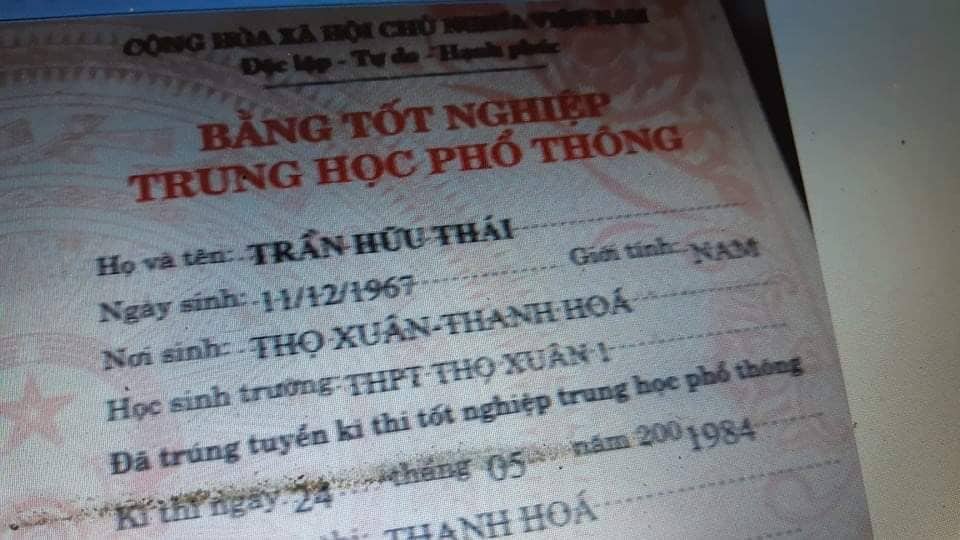 CỘNG HÒA XÃ HỘI CHỦ NGHĨA VIỆT NAM
Độc lập - Tự do - Hạnh phúc
BẰNG TỐT NGHIỆP
TRUNG HỌC PHỔ THÔNG
Họ và tên: TRẦN HỮU THÁI
Ngày sinh: 11/12/1967 Giới tính: NAM
Nơi sinh: THỌ XUÂN-THANH HOÁ
Học sinh trường THPT THỌ XUÂN 1
Đã trúng tuyển kì thi tốt nghiệp trung học phổ thông
Kì thi ngày 24 tháng 05 năm 200 1984
THANH HOÁ